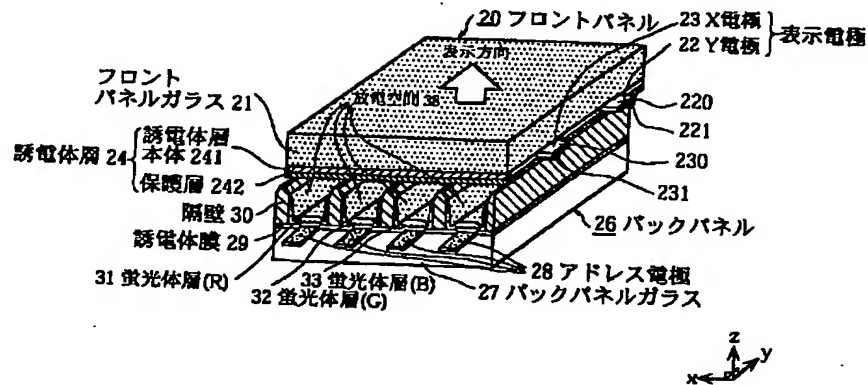 20 フロントパネル
表示方向
23 X電極
22 Y電極
表示電極
フロント
パネルガラス 21
放電空間 38
220
221
230
231
誘電体層 24
誘電体層
本体 241
保護層 242
隔壁 30
誘電体膜 29
26 バックパネル
31 蛍光体層(R)
32 蛍光体層(G)
33 蛍光体層(B)
28 アドレス電極
27 バックパネルガラス
z
y
x